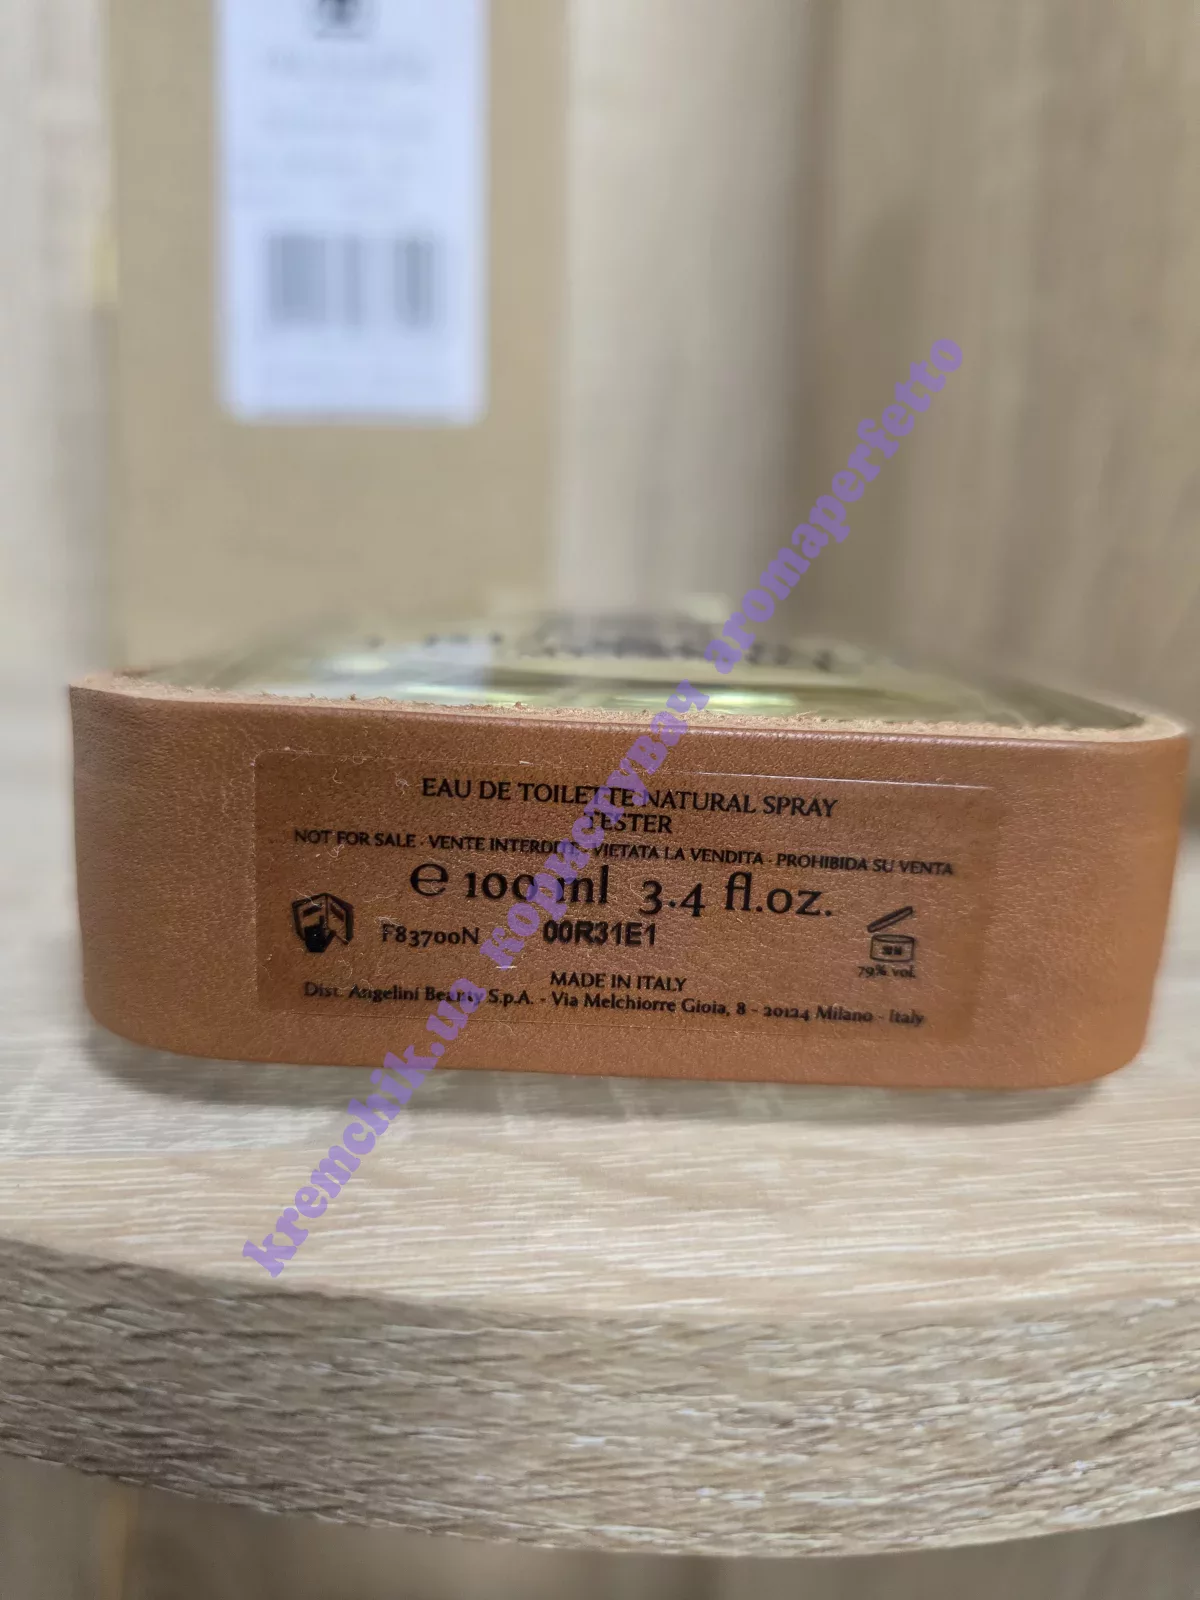 EAU DE TOILETTE NATURAL SPRAY
TESTER
NOT FOR SALE · VENTE INTERDITE · VIETATA LA VENDITA · PROHIBIDA SU VENTA
℮ 100 ml 3.4 fl.oz.
F83700N 00R31E1
79% vol.
MADE IN ITALY
Dist. Angelini Beauty S.p.A. - Via Melchiorre Gioia, 8 - 20124 Milano - Italy
kremchik.ua користувач aromaperfetto